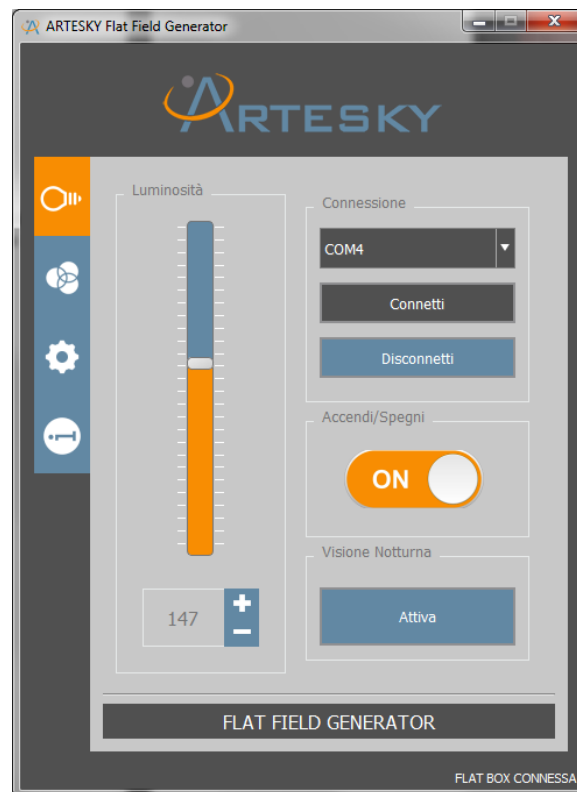 ARTESKY Flat Field Generator
ARTESKY
Luminosità
Connessione
COM4
Connetti
Disconnetti
Accendi/Spegni
ON
Visione Notturna
147
Attiva
FLAT FIELD GENERATOR
FLAT BOX CONNESSA